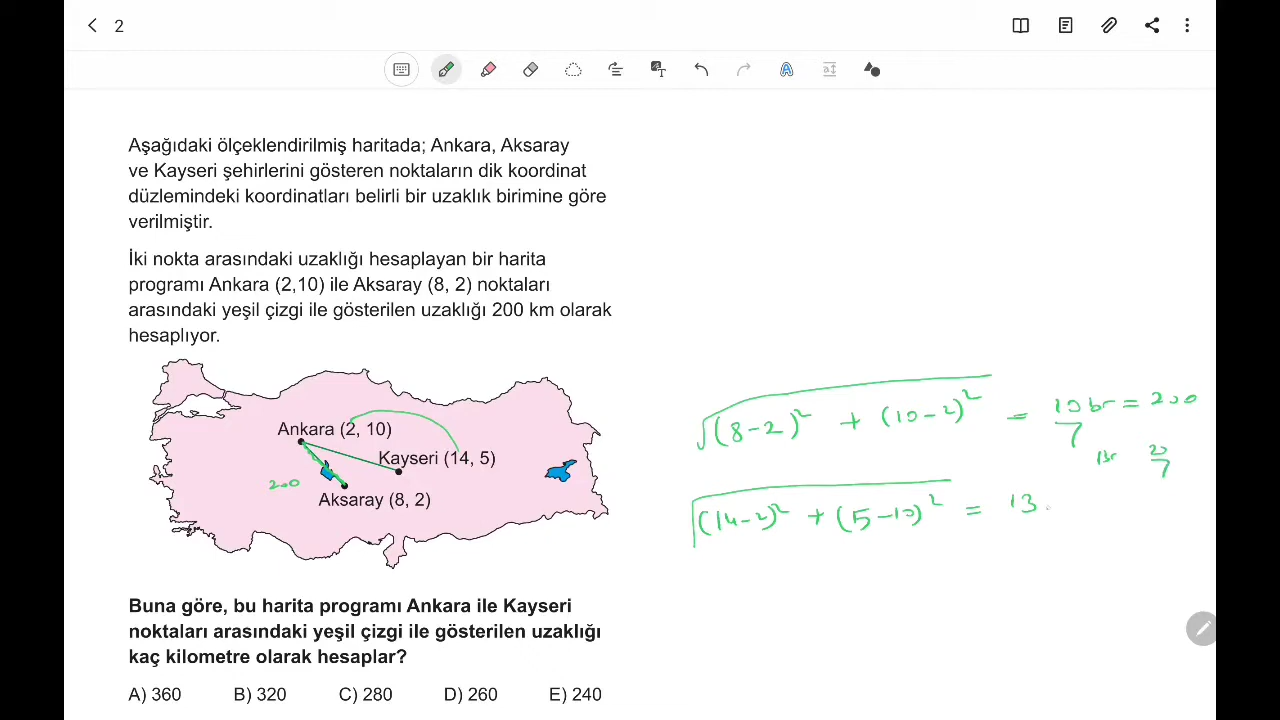 2
Aşağıdaki ölçeklendirilmiş haritada; Ankara, Aksaray
ve Kayseri şehirlerini gösteren noktaların dik koordinat
düzlemindeki koordinatları belirli bir uzaklık birimine göre
verilmiştir.
İki nokta arasındaki uzaklığı hesaplayan bir harita
programı Ankara (2,10) ile Aksaray (8, 2) noktaları
arasındaki yeşil çizgi ile gösterilen uzaklığı 200 km olarak
hesaplıyor.
Ankara (2, 10)
Kayseri (14, 5)
200
Aksaray (8, 2)
Buna göre, bu harita programı Ankara ile Kayseri
noktaları arasındaki yeşil çizgi ile gösterilen uzaklığı
kaç kilometre olarak hesaplar?
A) 360 B) 320 C) 280 D) 260 E) 240
√(8-2)² + (10-2)² = 10br = 200
1br 20
√(14-2)² + (5-10)² = 13